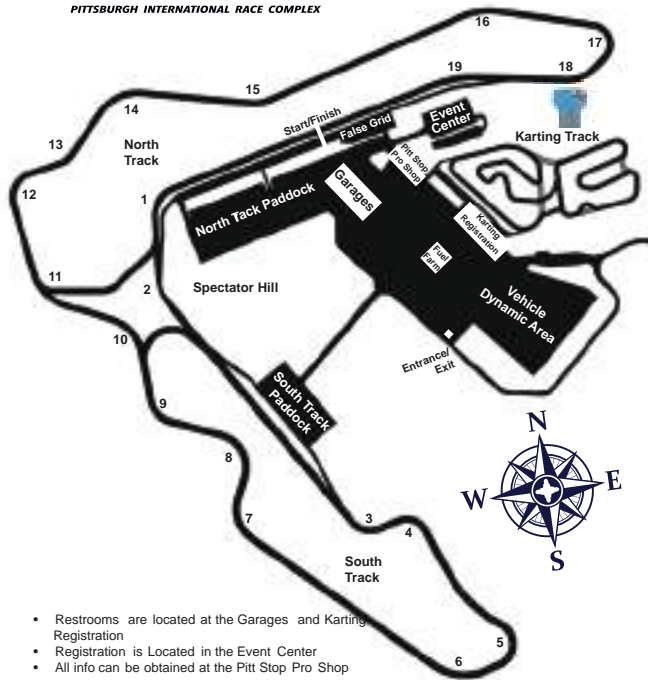 PITTSBURGH INTERNATIONAL RACE COMPLEX
16
17
18
19
15
14
13
12
North
Track
Start/Finish
False Grid
Event
Center
Karting Track
Pitt Stop
Pro Shop
Garages
1
North Tack Paddock
Karting
Registration
Fuel
Farm
Vehicle
Dynamic Area
11
2
Spectator Hill
10
Entrance/
Exit
South Track
Paddock
9
8
7
3
4
South
Track
5
6
N
W
E
S
• Restrooms are located at the Garages and Karting
Registration
• Registration is Located in the Event Center
• All info can be obtained at the Pitt Stop Pro Shop